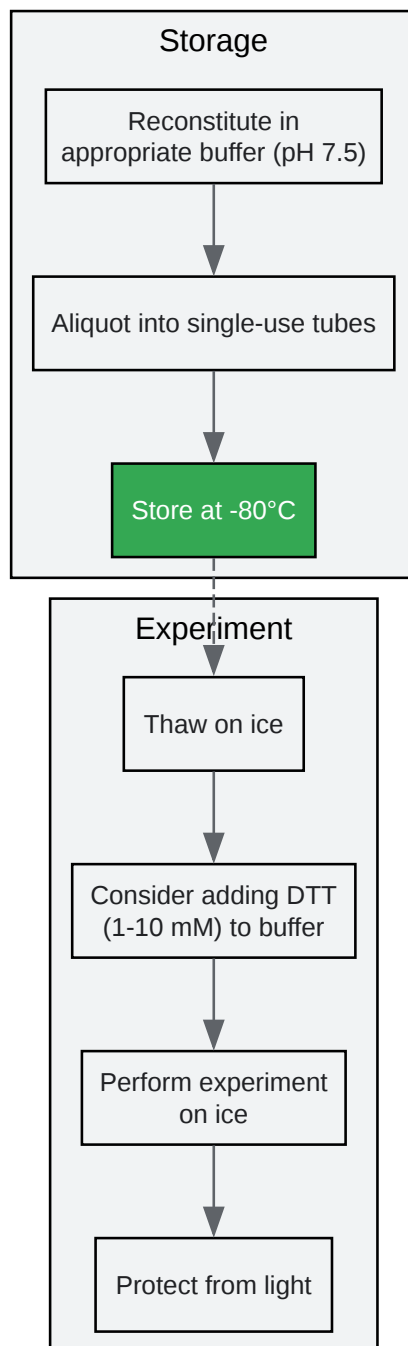 Storage
Reconstitute in
appropriate buffer (pH 7.5)
Aliquot into single-use tubes
Store at -80°C
Experiment
Thaw on ice
Consider adding DTT
(1-10 mM) to buffer
Perform experiment
on ice
Protect from light